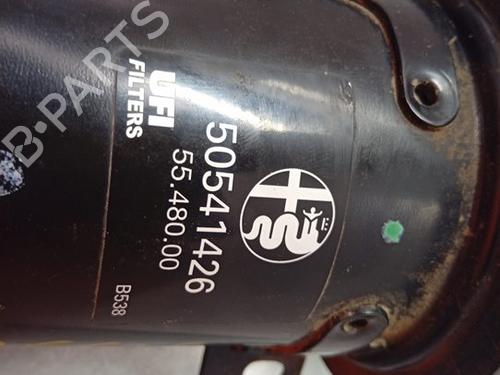 UFI
FILTERS
50541426
55.480.00
B538
B-PARTS